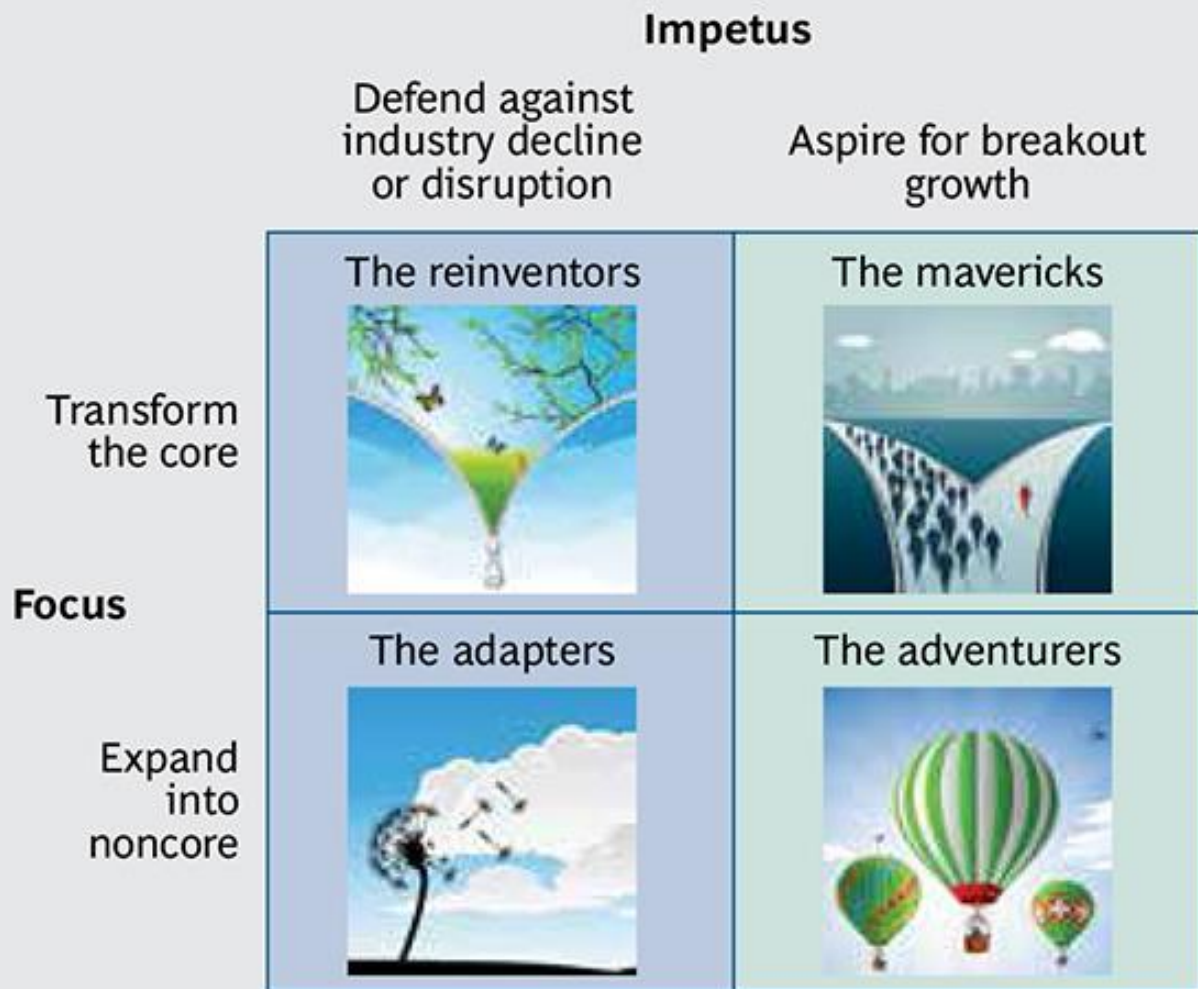 Impetus
Defend against
industry decline
or disruption
Aspire for breakout
growth
The reinventors
The mavericks
Transform
the core
Focus
The adapters
The adventurers
Expand
into
noncore